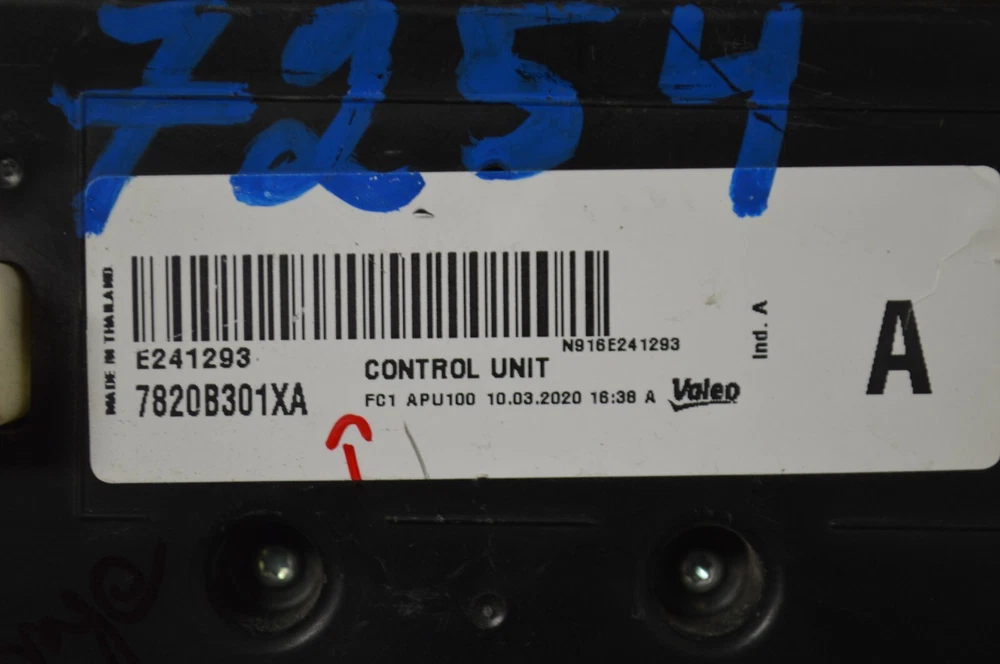 7254
MADE IN THAILAND
E241293
N916E241293
7820B301XA
CONTROL UNIT
FC1 APU100 10.03.2020 16:38 A
Valeo
Ind. A
A